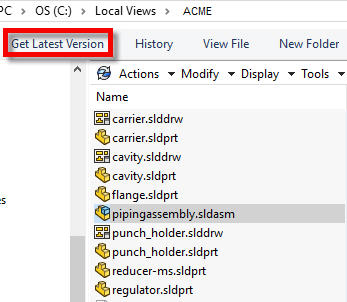 PC > OS (C:) > Local Views > ACME
Get Latest Version History View File New Folder
Actions Modify Display Tools
Name
carrier.slddrw
carrier.sldprt
cavity.slddrw
cavity.sldprt
flange.sldprt
pipingassembly.sldasm
punch_holder.slddrw
punch_holder.sldprt
es reducer-ms.sldprt
regulator.sldprt